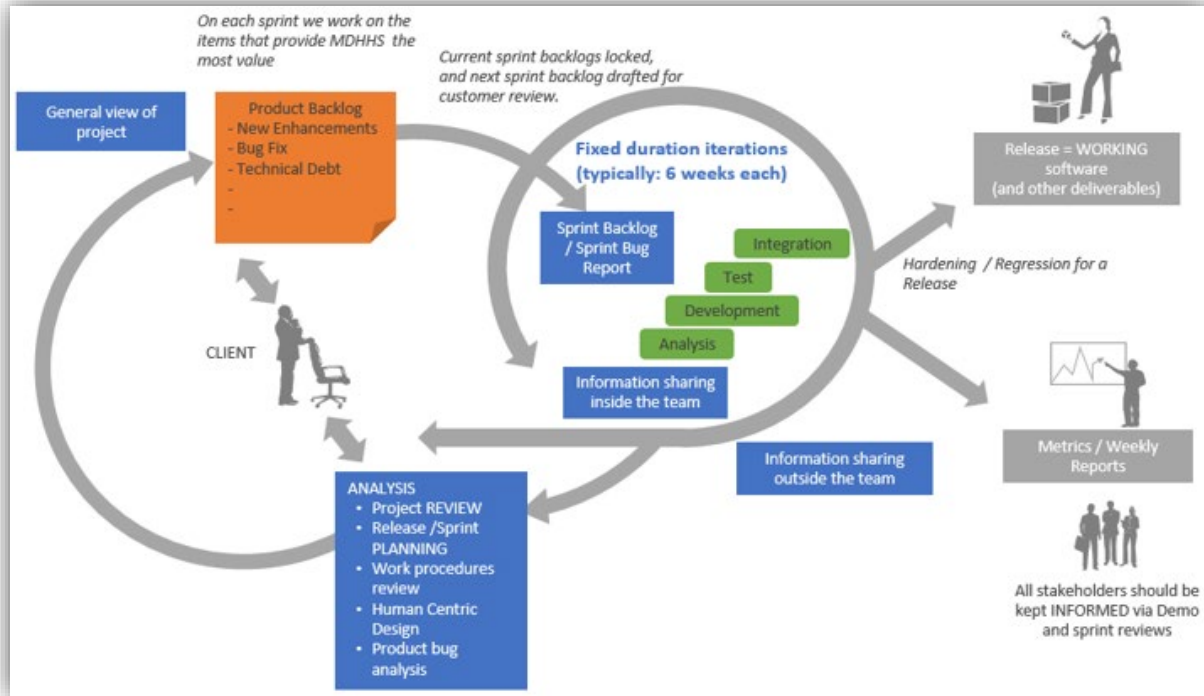 On each sprint we work on the
items that provide MDHHS the
most value
Current sprint backlogs locked,
and next sprint backlog drafted for
customer review.
General view of
project
Product Backlog
- New Enhancements
- Bug Fix
- Technical Debt
-
-
Fixed duration iterations
(typically: 6 weeks each)
Sprint Backlog
/ Sprint Bug
Report
Integration
Test
Development
Analysis
Information sharing
inside the team
CLIENT
Release = WORKING
software
(and other deliverables)
Hardening / Regression for a
Release
Information sharing
outside the team
Metrics / Weekly
Reports
ANALYSIS
• Project REVIEW
• Release /Sprint
PLANNING
• Work procedures
review
• Human Centric
Design
• Product bug
analysis
All stakeholders should be
kept INFORMED via Demo
and sprint reviews